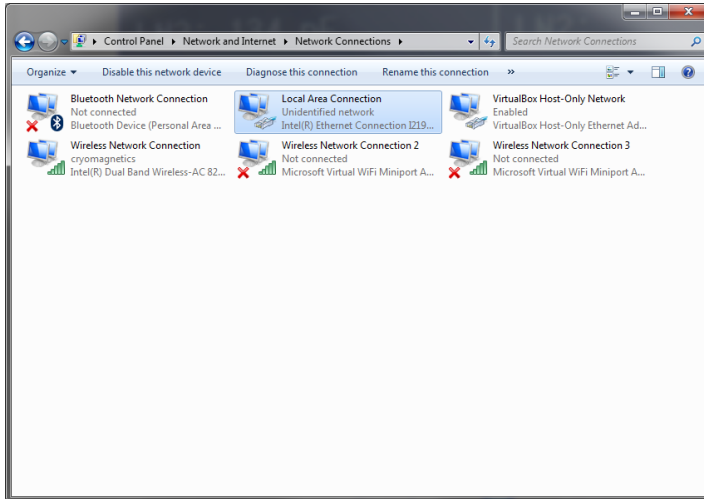 Control Panel ▸ Network and Internet ▸ Network Connections ▸
Search Network Connections
Organize
Disable this network device
Diagnose this connection
Rename this connection
»
Bluetooth Network Connection
Not connected
Bluetooth Device (Personal Area ...
Local Area Connection
Unidentified network
Intel(R) Ethernet Connection I219...
VirtualBox Host-Only Network
Enabled
VirtualBox Host-Only Ethernet Ad...
Wireless Network Connection
cryomagnetics
Intel(R) Dual Band Wireless-AC 82...
Wireless Network Connection 2
Not connected
Microsoft Virtual WiFi Miniport A...
Wireless Network Connection 3
Not connected
Microsoft Virtual WiFi Miniport A...